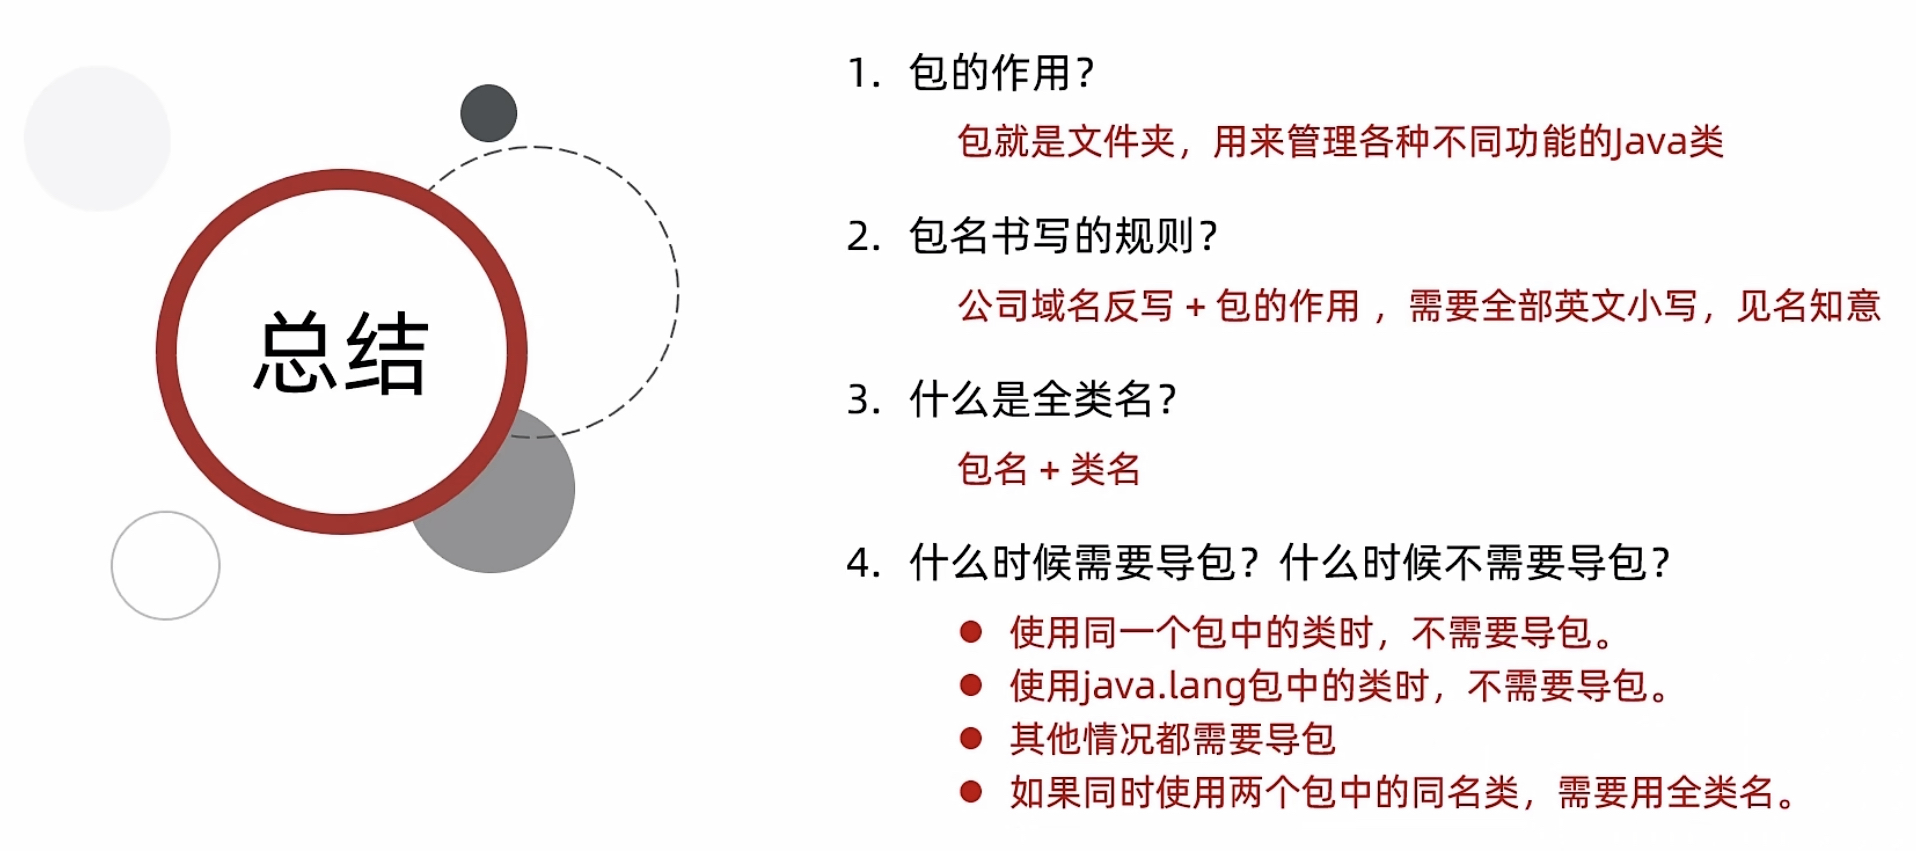 总结
1. 包的作用？
包就是文件夹，用来管理各种不同功能的Java类
2. 包名书写的规则？
公司域名反写 + 包的作用 ，需要全部英文小写，见名知意
3. 什么是全类名？
包名 + 类名
4. 什么时候需要导包？什么时候不需要导包？
● 使用同一个包中的类时，不需要导包。
● 使用java.lang包中的类时，不需要导包。
● 其他情况都需要导包
● 如果同时使用两个包中的同名类，需要用全类名。